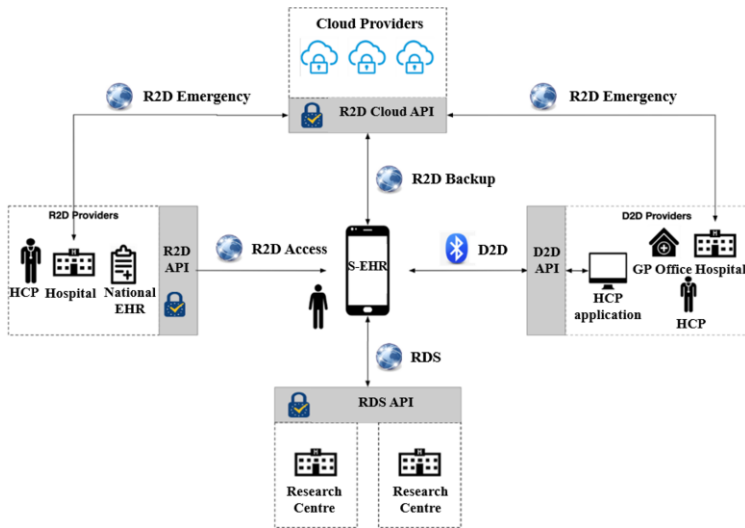 Cloud Providers
R2D Emergency
R2D Emergency
R2D Cloud API
R2D Backup
R2D Providers
HCP
Hospital
National
EHR
R2D
API
R2D Access
S-EHR
D2D
D2D
API
D2D Providers
GP Office
Hospital
HCP
application
HCP
RDS
RDS API
Research
Centre
Research
Centre
H
H
H
H